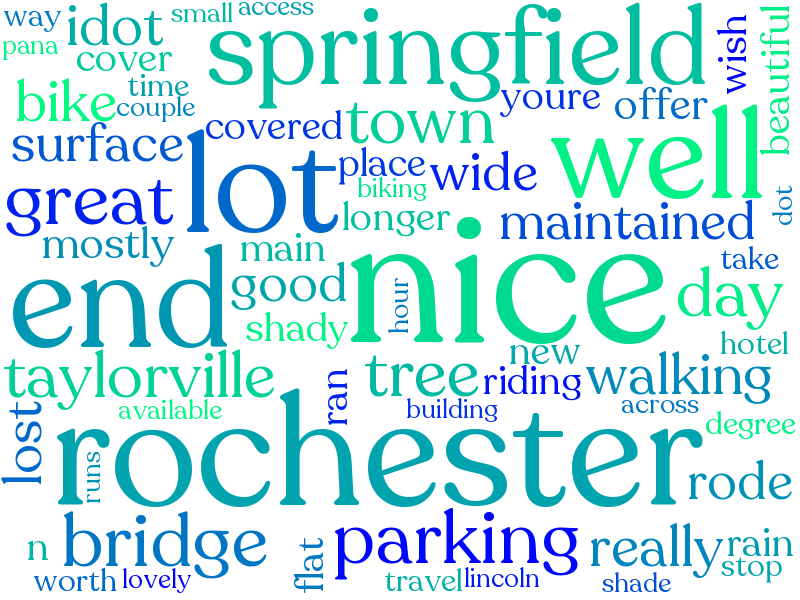 way
idot
small
access
springfield
wish
beautiful
pana
cover
time
couple
bike
youre
offer
surface
covered
town
well
lot
place
wide
great
biking
longer
maintained
dot
mostly
main
nice
take
end
good
hour
day
shady
new
hotel
taylorville
tree
riding
walking
ran
available
building
across
degree
lost
rochester
runs
rode
n
bridge
flat
parking
really
rain
stop
worth
lovely
travel
lincoln
shade